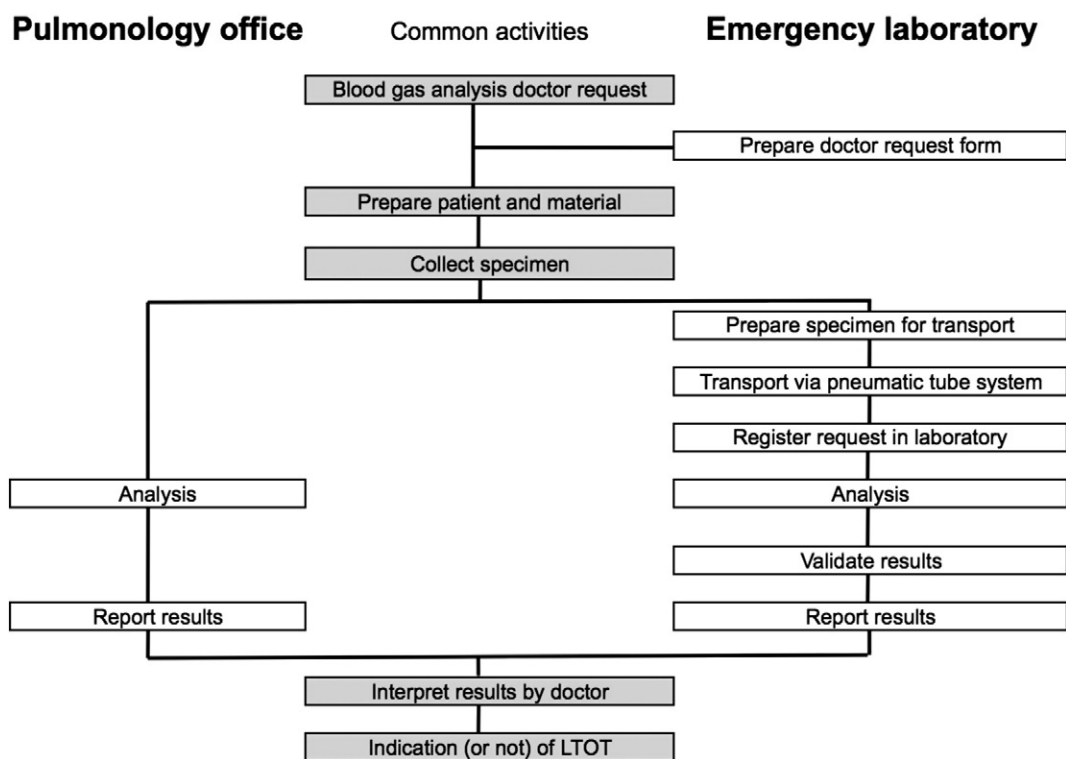 Pulmonology office
Common activities
Emergency laboratory
Blood gas analysis doctor request
Prepare doctor request form
Prepare patient and material
Collect specimen
Prepare specimen for transport
Transport via pneumatic tube system
Register request in laboratory
Analysis
Analysis
Validate results
Report results
Report results
Interpret results by doctor
Indication (or not) of LTOT